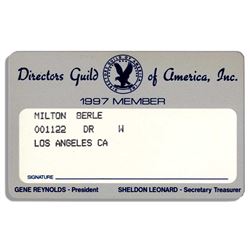 Directors Guild of America, Inc.
1997 MEMBER
MILTON BERLE
001122 DR W
LOS ANGELES CA
SIGNATURE
GENE REYNOLDS - President SHELDON LEONARD - Secretary Treasurer